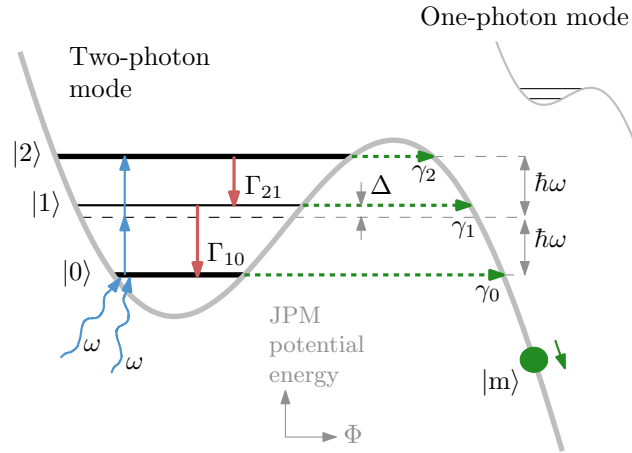 One-photon mode
Two-photon
mode
|2⟩
γ₂
Γ₂₁
Δ
ħω
|1⟩
γ₁
ħω
Γ₁₀
|0⟩
γ₀
ω
ω
JPM
potential
energy
|m⟩
Φ